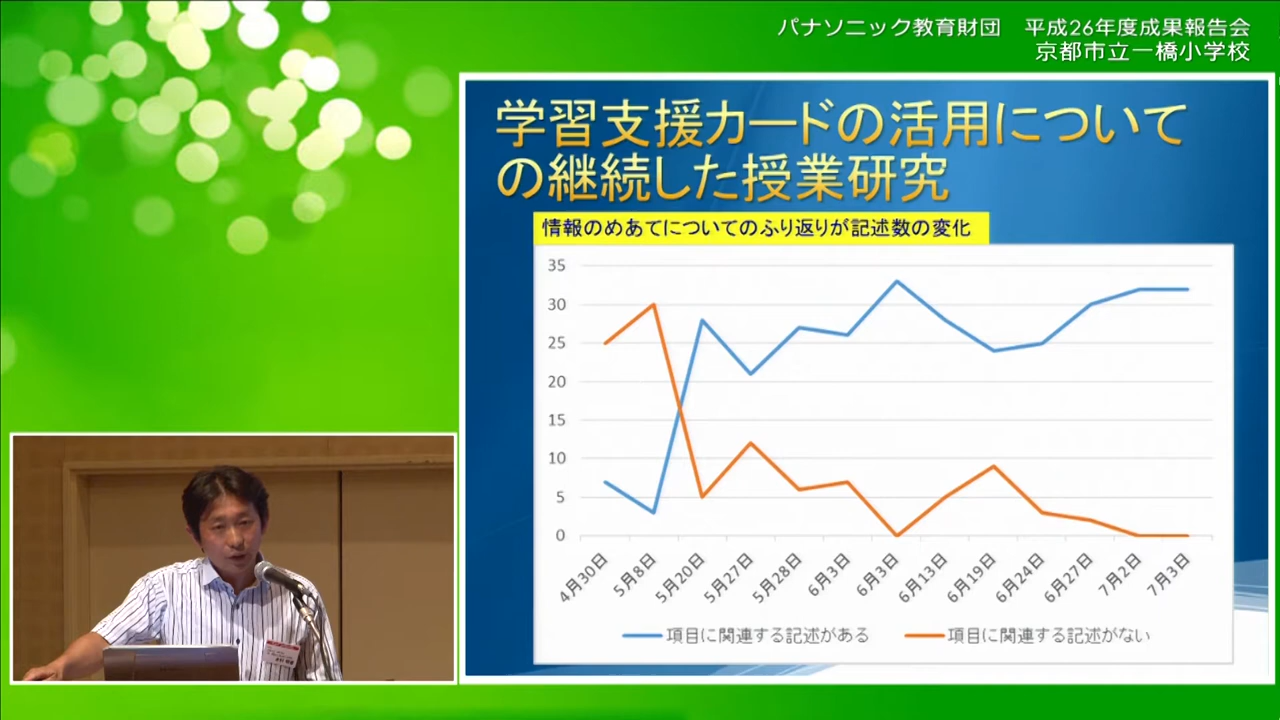 パナソニック教育財団　平成26年度成果報告会
京都市立一橋小学校
学習支援カードの活用について
の継続した授業研究
情報のめあてについてのふり返りが記述数の変化
35
30
25
20
15
10
5
0
4月30日 5月8日 5月20日 5月27日 5月28日 6月3日 6月3日 6月13日 6月19日 6月24日 6月27日 7月2日 7月3日
項目に関連する記述がある 項目に関連する記述がない